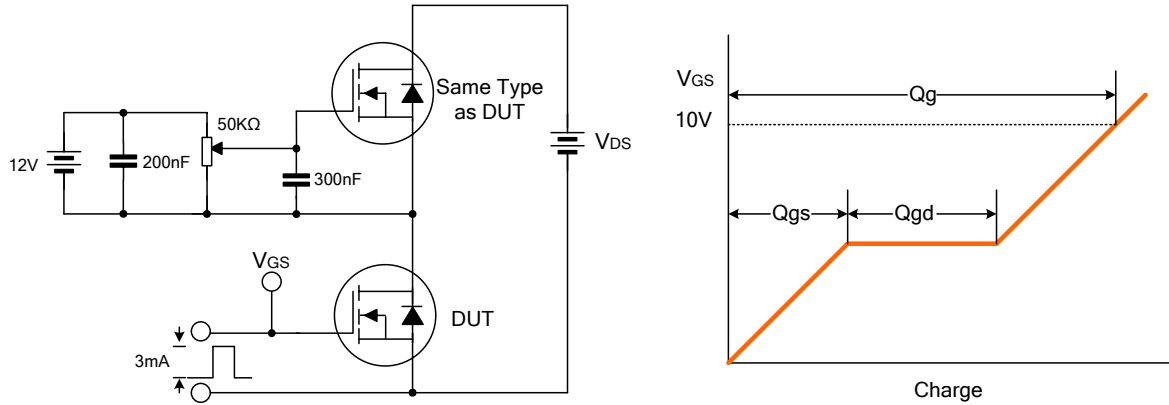 Same Type
as DUT
50KΩ
12V
200nF
300nF
VDS
VGS
DUT
3mA
VGS
10V
Qg
Qgs
Qgd
Charge